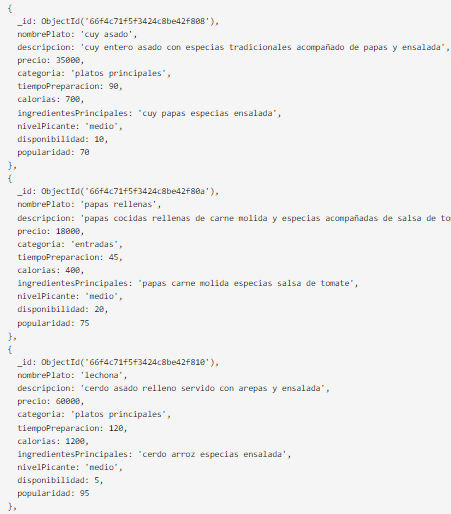 {
_id: ObjectId('66f4c71f5f3424c8be42f808'),
nombrePlato: 'cuy asado',
descripcion: 'cuy entero asado con especias tradicionales acompañado de papas y ensalada',
precio: 35000,
categoria: 'platos principales',
tiempoPreparacion: 90,
calorias: 700,
ingredientesPrincipales: 'cuy papas especias ensalada',
nivelPicante: 'medio',
disponibilidad: 10,
popularidad: 70
},
{
_id: ObjectId('66f4c71f5f3424c8be42f80a'),
nombrePlato: 'papas rellenas',
descripcion: 'papas cocidas rellenas de carne molida y especias acompañadas de salsa de to
precio: 18000,
categoria: 'entradas',
tiempoPreparacion: 45,
calorias: 400,
ingredientesPrincipales: 'papas carne molida especias salsa de tomate',
nivelPicante: 'medio',
disponibilidad: 20,
popularidad: 75
},
{
_id: ObjectId('66f4c71f5f3424c8be42f810'),
nombrePlato: 'lechona',
descripcion: 'cerdo asado relleno servido con arepas y ensalada',
precio: 60000,
categoria: 'platos principales',
tiempoPreparacion: 120,
calorias: 1200,
ingredientesPrincipales: 'cerdo arroz especias ensalada',
nivelPicante: 'medio',
disponibilidad: 5,
popularidad: 95
},